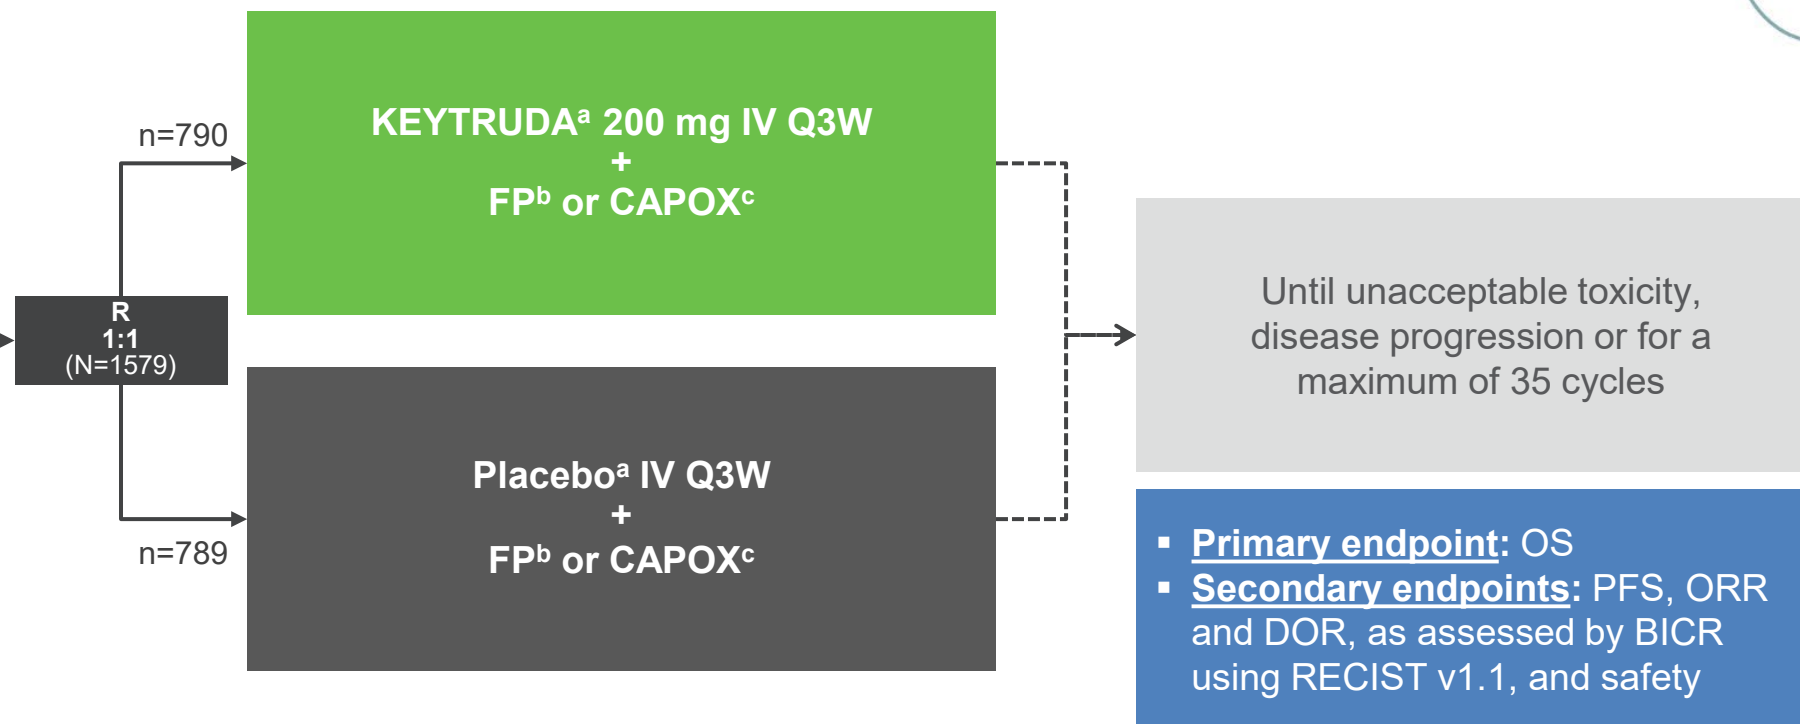 n=790
KEYTRUDAᵃ 200 mg IV Q3W
+
FPᵇ or CAPOXᶜ
R
1:1
(N=1579)
Placeboᵃ IV Q3W
+
FPᵇ or CAPOXᶜ
n=789
Until unacceptable toxicity,
disease progression or for a
maximum of 35 cycles
▪ Primary endpoint: OS
▪ Secondary endpoints: PFS, ORR
and DOR, as assessed by BICR
using RECIST v1.1, and safety